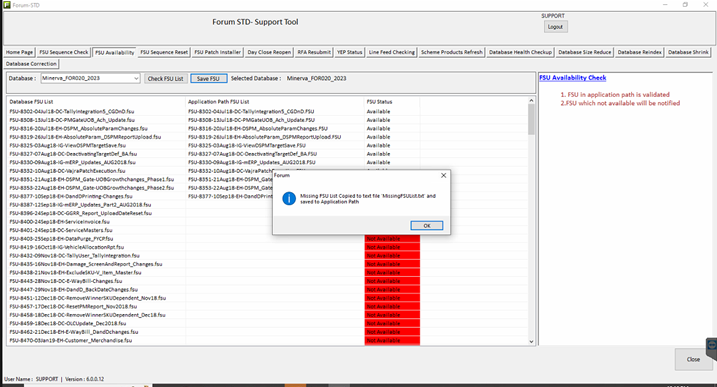 Forum-STD
Forum STD- Support Tool
SUPPORT
Logout
Home Page FSU Sequence Check FSU Availability FSU Sequence Reset FSU Patch Installer Day Close Reopen RFA Resubmit YEP Status Line Feed Checking Scheme Products Refresh Database Health Checkup Database Size Reduce Database Reindex Database Shrink
Database Correction
Database : Minerva_FOR020_2023 Check FSU List Save FSU Selected Database : Minerva_FOR020_2023
FSU Availability Check
1. FSU in application path is validated
2.FSU which not available will be notified
Database FSU List Application Path FSU List FSU Status
FSU-8302-04Jul18-DC-TallyIntegration5_CGDnD.fsu FSU-8302-04Jul18-DC-TallyIntegration5_CGDnD.FSU Available
FSU-8308-13Jul18-DC-PMGateUOB_Ach_Update.FSU FSU-8308-13Jul18-DC-PMGateUOB_Ach_Update.FSU Available
FSU-8316-20Jul18-EH-DSPM_AbsoluteParamChanges.fsu FSU-8316-20Jul18-EH-DSPM_AbsoluteParamChanges.FSU Available
FSU-8319-26Jul18-EH-AbsoluteParam_DSPMReportUpload.fsu FSU-8319-26Jul18-EH-AbsoluteParam_DSPMReportUpload.FSU Available
FSU-8325-03Aug18-IG-ViewDSPMTargetSave.fsu FSU-8325-03Aug18-IG-ViewDSPMTargetSave.FSU Available
FSU-8327-07Aug18-DC-DeactivatingTargetDef_BA.fsu FSU-8327-07Aug18-DC-DeactivatingTargetDef_BA.FSU Available
FSU-8330-09Aug18-IG-mERP_Updates_AUG2018.fsu FSU-8330-09Aug18-IG-mERP_Updates_AUG2018.FSU Available
FSU-8332-10Aug18-DC-VajraPatchExecution.fsu FSU-8332-10Aug18-DC-VajraPatch
FSU-8351-21Aug18-EH-DSPM_Gate-UOBGrowthchanges_Phase1.fsu FSU-8351-21Aug18-EH-DSPM_G
FSU-8353-22Aug18-EH-DSPM_Gate-UOBGrowthchanges_Phase2.fsu FSU-8353-22Aug18-EH-DSPM_G
FSU-8377-10Sep18-EH-DandDPrinting-Changes.fsu FSU-8377-10Sep18-EH-DandDPrint
FSU-8387-12Sep18-IG-mERP_Updates_Part2_AUG2018.fsu
FSU-8396-24Sep18-DC-GGRR_Report_UploadDateReset.fsu
FSU-8400-24Sep18-EH-ServiceInvoice.fsu
FSU-8401-24Sep18-DC-ServiceMasters.fsu
FSU-8403-25Sep18-EH-DataPurge_FYCP.fsu Not Available
FSU-8419-16Oct18-IG-VehicleAllocationRpt.fsu Not Available
FSU-8432-09Nov18-DC-TallyUser_TallyIntegration.fsu Not Available
FSU-8435-16Nov18-EH-Damage_ScreenAndReport_Changes.fsu Not Available
FSU-8438-21Nov18-EH-ExcludeSKU-V_Item_Master.fsu Not Available
FSU-8445-28Nov18-DC-E-WayBill-Changes.fsu Not Available
FSU-8447-29Nov18-EH-DandD_BackDateChanges.fsu Not Available
FSU-8451-12Dec18-DC-RemoveWinnerSKUDependent_Nov18.fsu Not Available
FSU-8457-17Dec18-DC-ResetPMReport_Nov2018.fsu Not Available
FSU-8458-18Dec18-DC-RemoveWinnerSKUDependent_Dec18.fsu Not Available
FSU-8459-18Dec18-DC-DLCUpdate_Dec2018.fsu Not Available
FSU-8462-21Dec18-EH-E-WayBill_DandDchanges.fsu Not Available
FSU-8470-03Jan19-EH-Customer_Merchandise.fsu Not Available
Forum
Missing FSU List Copied to text file 'MissingFSUList.txt' and
saved to Application Path
OK
Close
User Name : SUPPORT | Version : 6.0.0.12